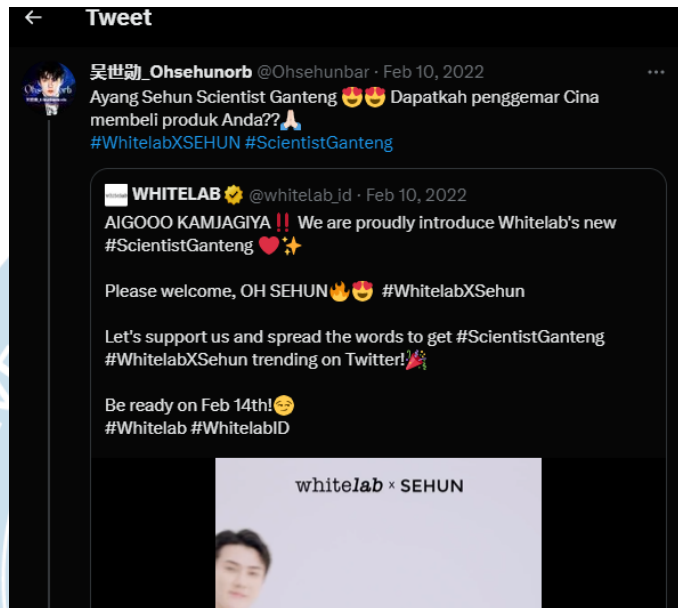 Tweet
吴世勋_Ohsehunorb @Ohsehunbar · Feb 10, 2022
Ayang Sehun Scientist Ganteng 😍😍 Dapatkah penggemar Cina
membeli produk Anda??🙏🏻
#WhitelabXSEHUN #ScientistGanteng
WHITELAB @whitelab_id · Feb 10, 2022
AIGOOO KAMJAGIYA‼️ We are proudly introduce Whitelab's new
#ScientistGanteng ❤️✨
Please welcome, OH SEHUN🔥😍 #WhitelabXSehun
Let's support us and spread the words to get #ScientistGanteng
#WhitelabXSehun trending on Twitter!🎉
Be ready on Feb 14th!😏
#Whitelab #WhitelabID
whitelab x SEHUN